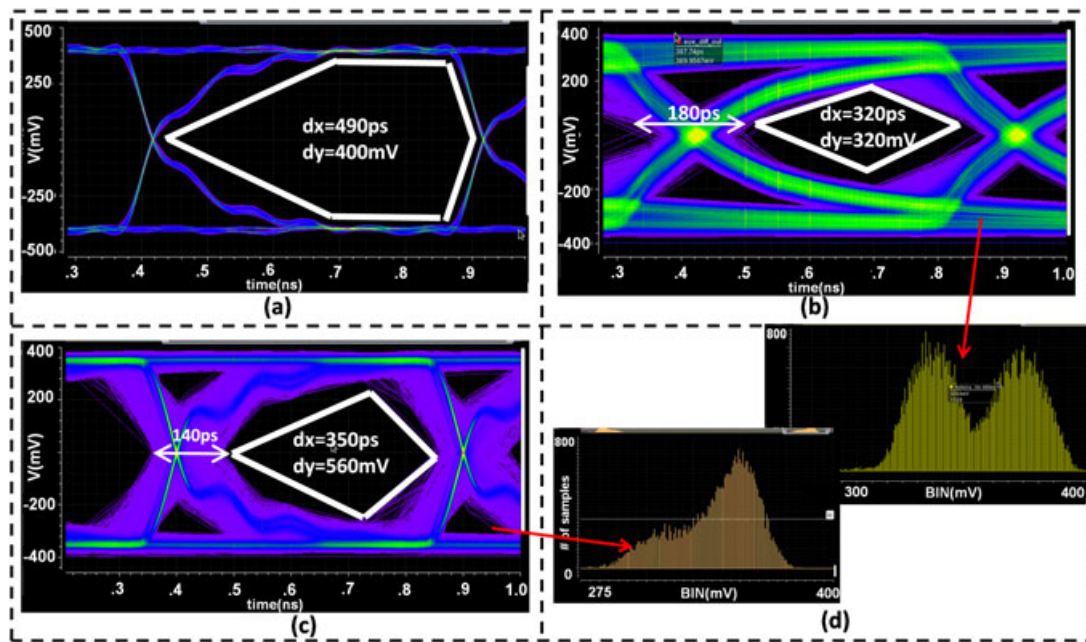 500
250
0
-250
-500
V(mV)
dx=490ps
dy=400mV
.3 .4 .5 .6 .7 .8 .9
time(ns)
(a)
400
200
0
-200
-400
V(mV)
180ps
dx=320ps
dy=320mV
.3 .4 .5 .6 .7 .8 .9 1.0
time(ns)
(b)
400
200
0
-200
-400
V(mV)
140ps
dx=350ps
dy=560mV
.3 .4 .5 .6 .7 .8 .9 1.0
time(ns)
(c)
800
300 BIN(mV) 400
800
# of samples
0
275 BIN(mV) 400
(d)